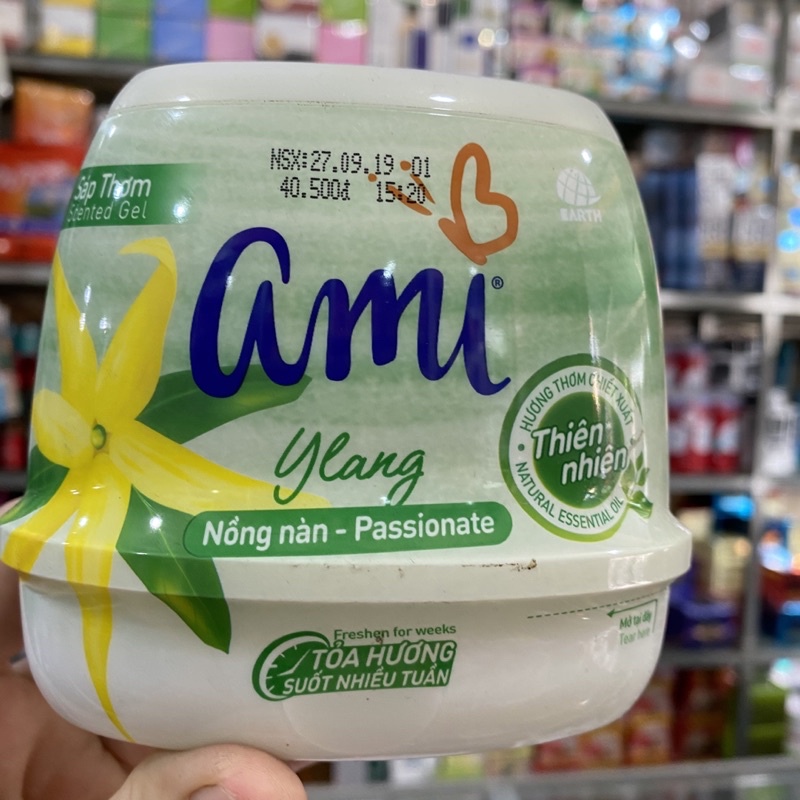 NSX:27.09.19 01
40.500đ 15:20
Sáp Thơm
Scented Gel
EARTH
ami®
HƯƠNG THƠM CHIẾT XUẤT
Thiên
nhiên
NATURAL ESSENTIAL OIL
Ylang
Nồng nàn - Passionate
Freshen for weeks
TỎA HƯƠNG
SUỐT NHIỀU TUẦN
Mở tại đây
Tear here